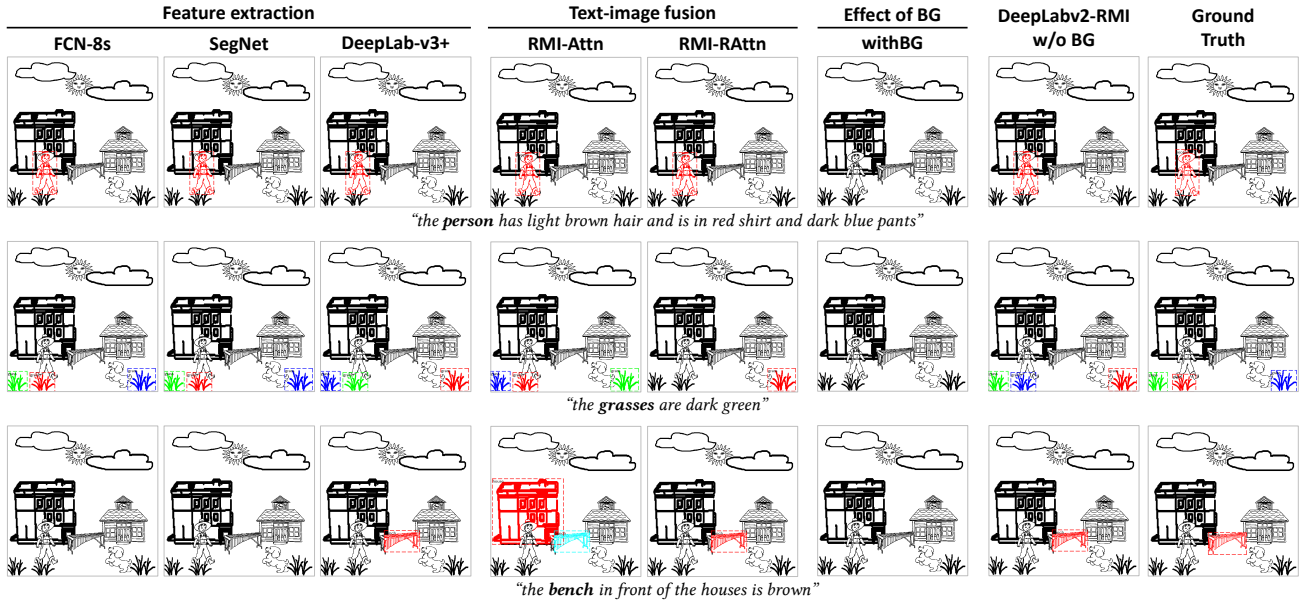 Feature extraction
Text-image fusion
Effect of BG
DeepLabv2-RMI
Ground
FCN-8s
SegNet
DeepLab-v3+
RMI-Attn
RMI-RAttn
withBG
w/o BG
Truth
“the person has light brown hair and is in red shirt and dark blue pants”
“the grasses are dark green”
“the bench in front of the houses is brown”